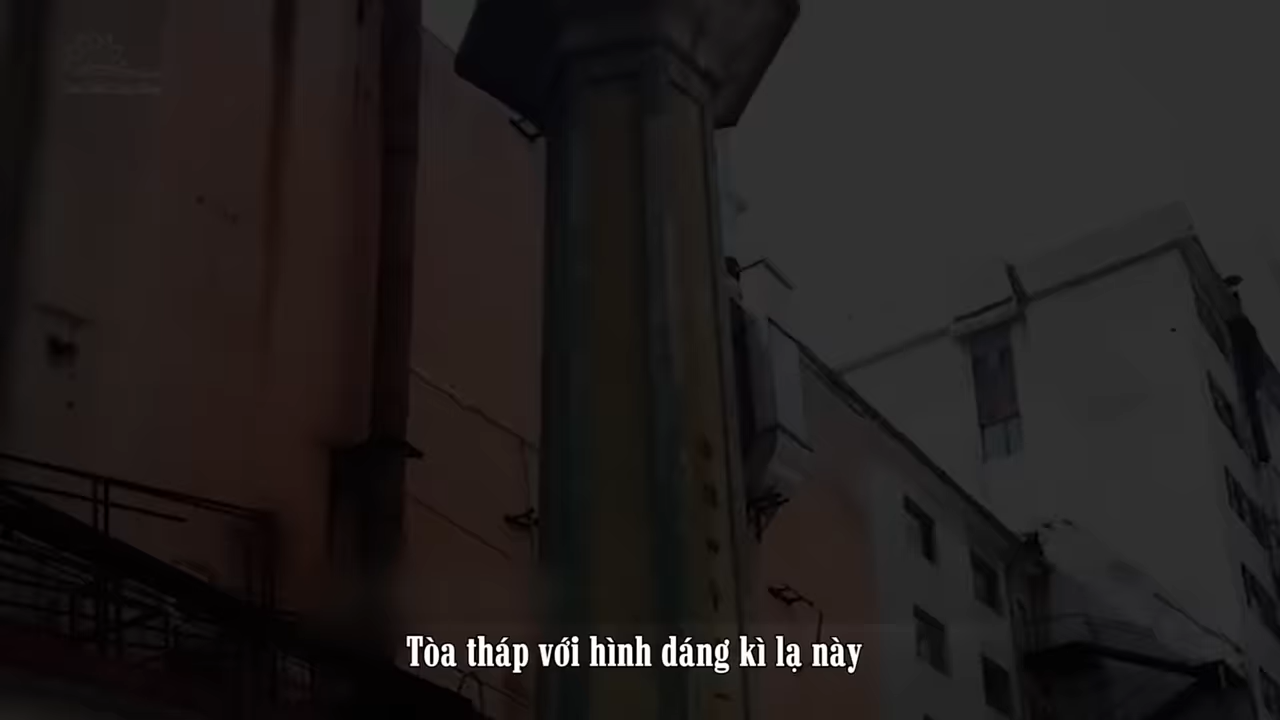 Tòa tháp với hình dáng kì lạ này